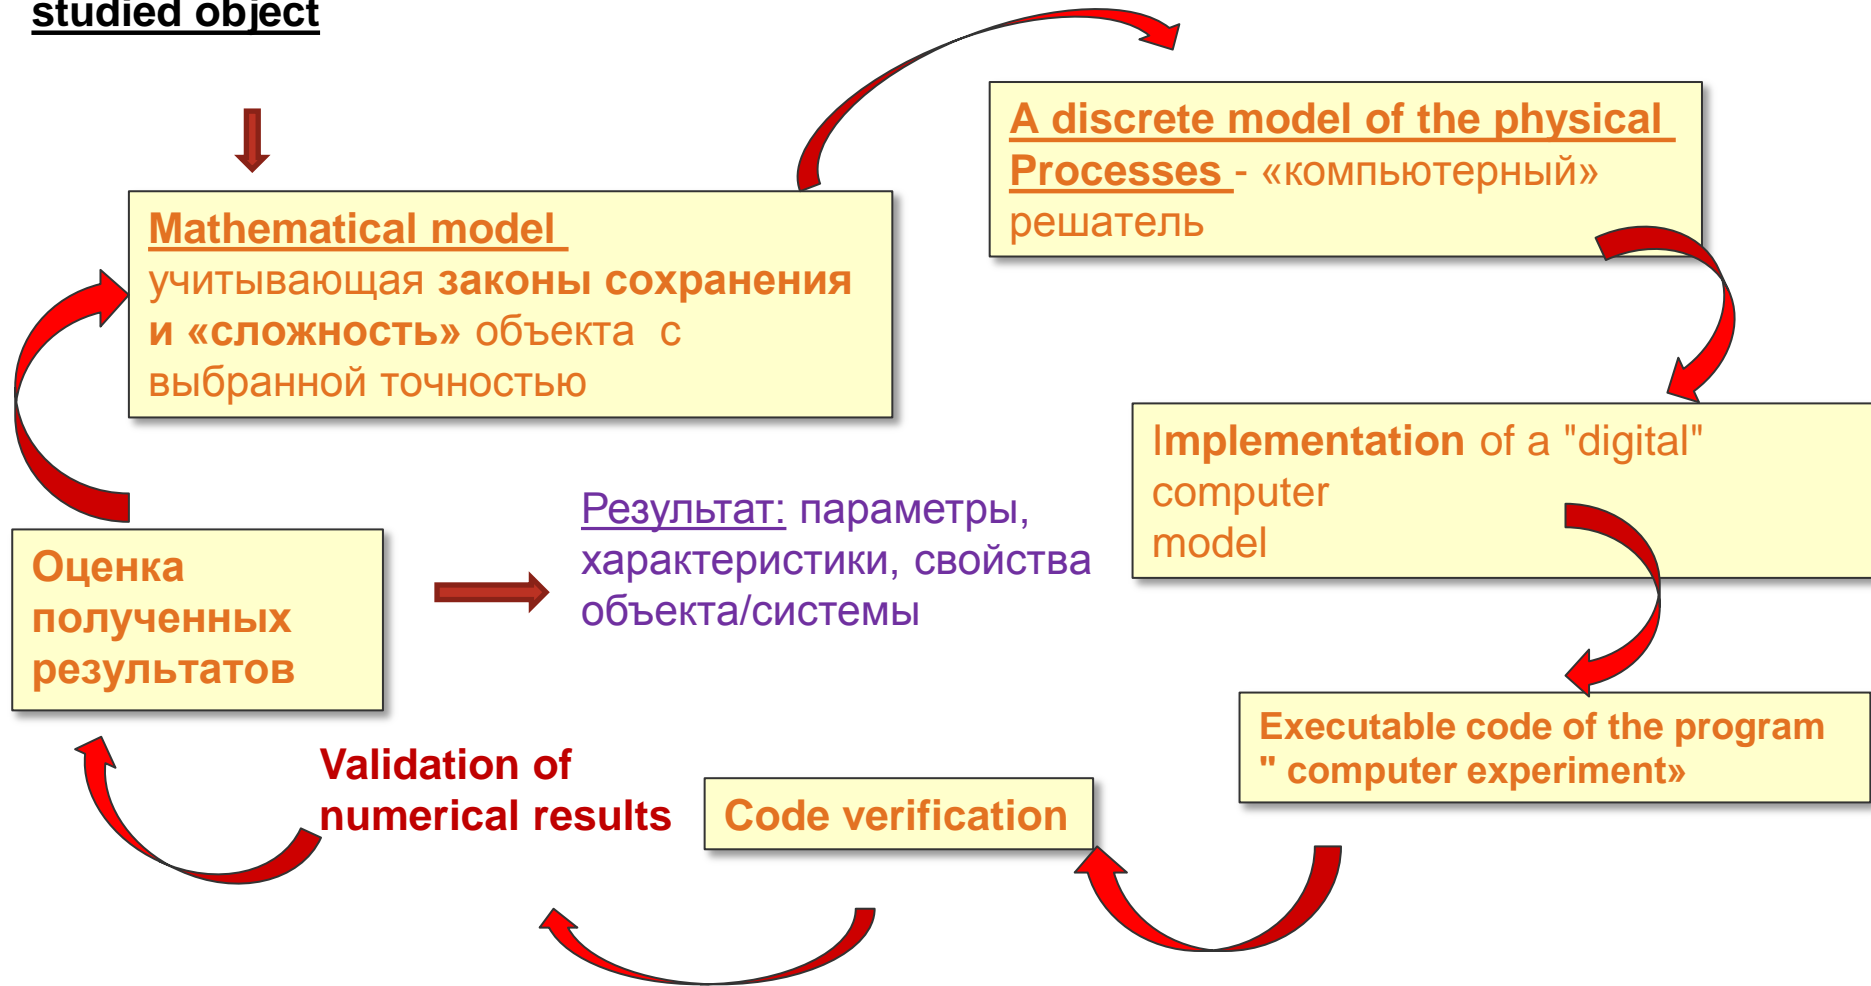 studied object
A discrete model of the physical
Processes - «компьютерный»
решатель
Mathematical model
учитывающая законы сохранения
и «сложность» объекта с
выбранной точностью
Implementation of a "digital"
computer
model
Результат: параметры,
характеристики, свойства
объекта/системы
Оценка
полученных
результатов
Executable code of the program
" computer experiment»
Validation of
numerical results
Code verification